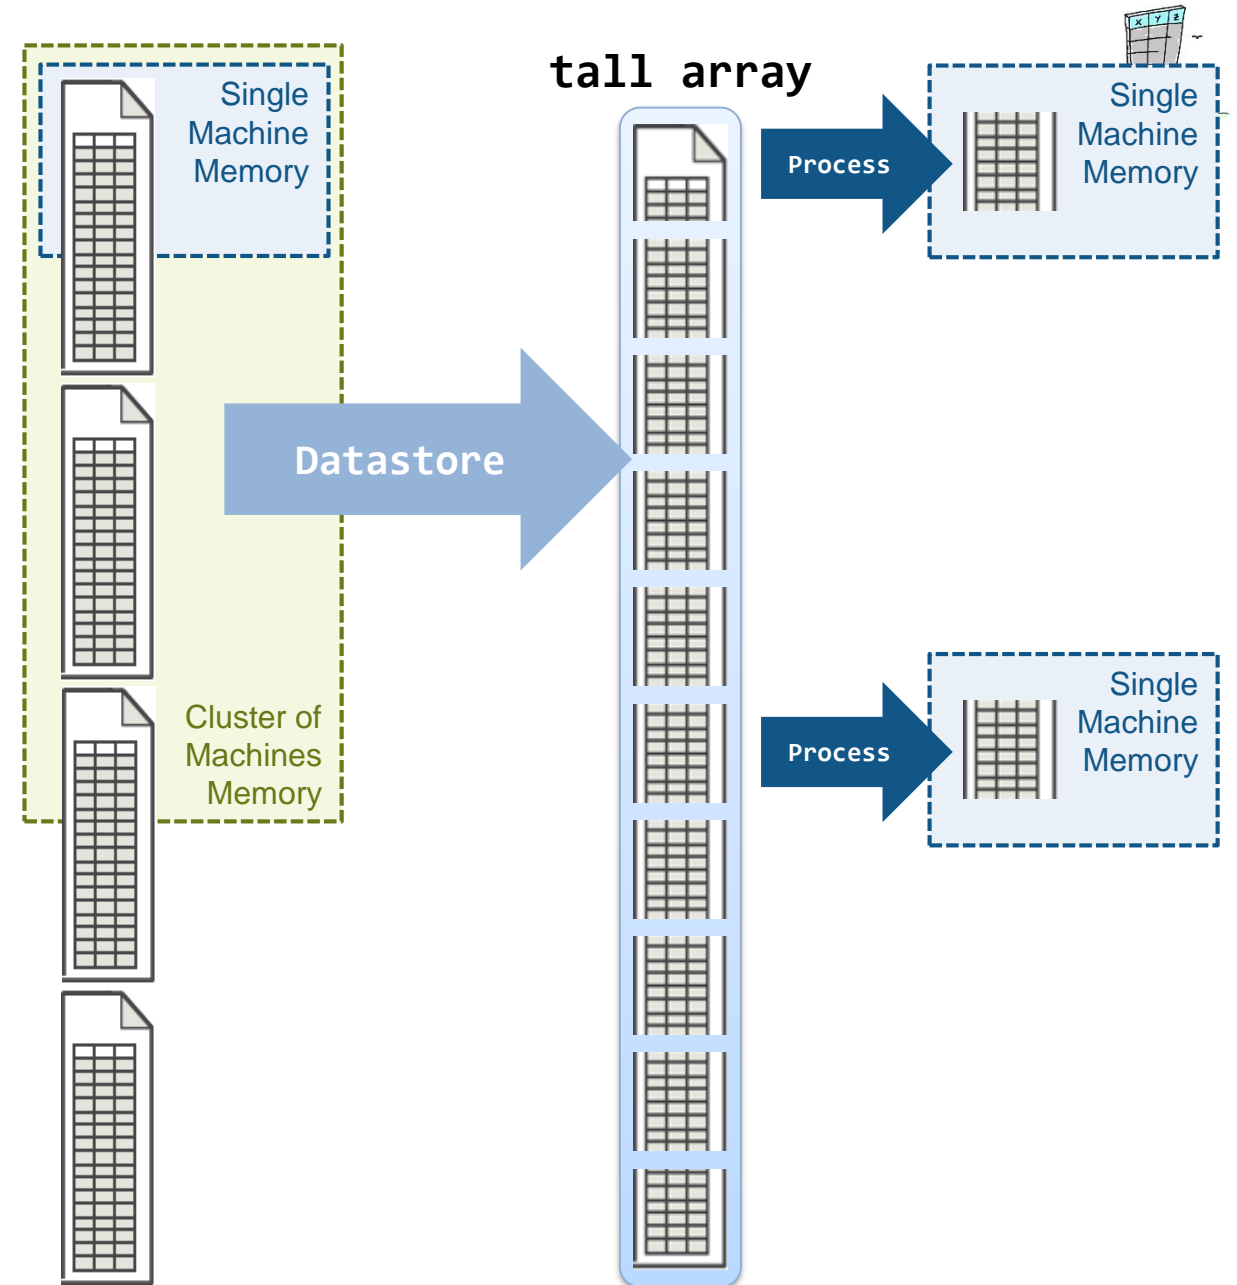 tall array
X Y Z
Single
Machine
Memory
Cluster of
Machines
Memory
Datastore
Process
Single
Machine
Memory
Process
Single
Machine
Memory